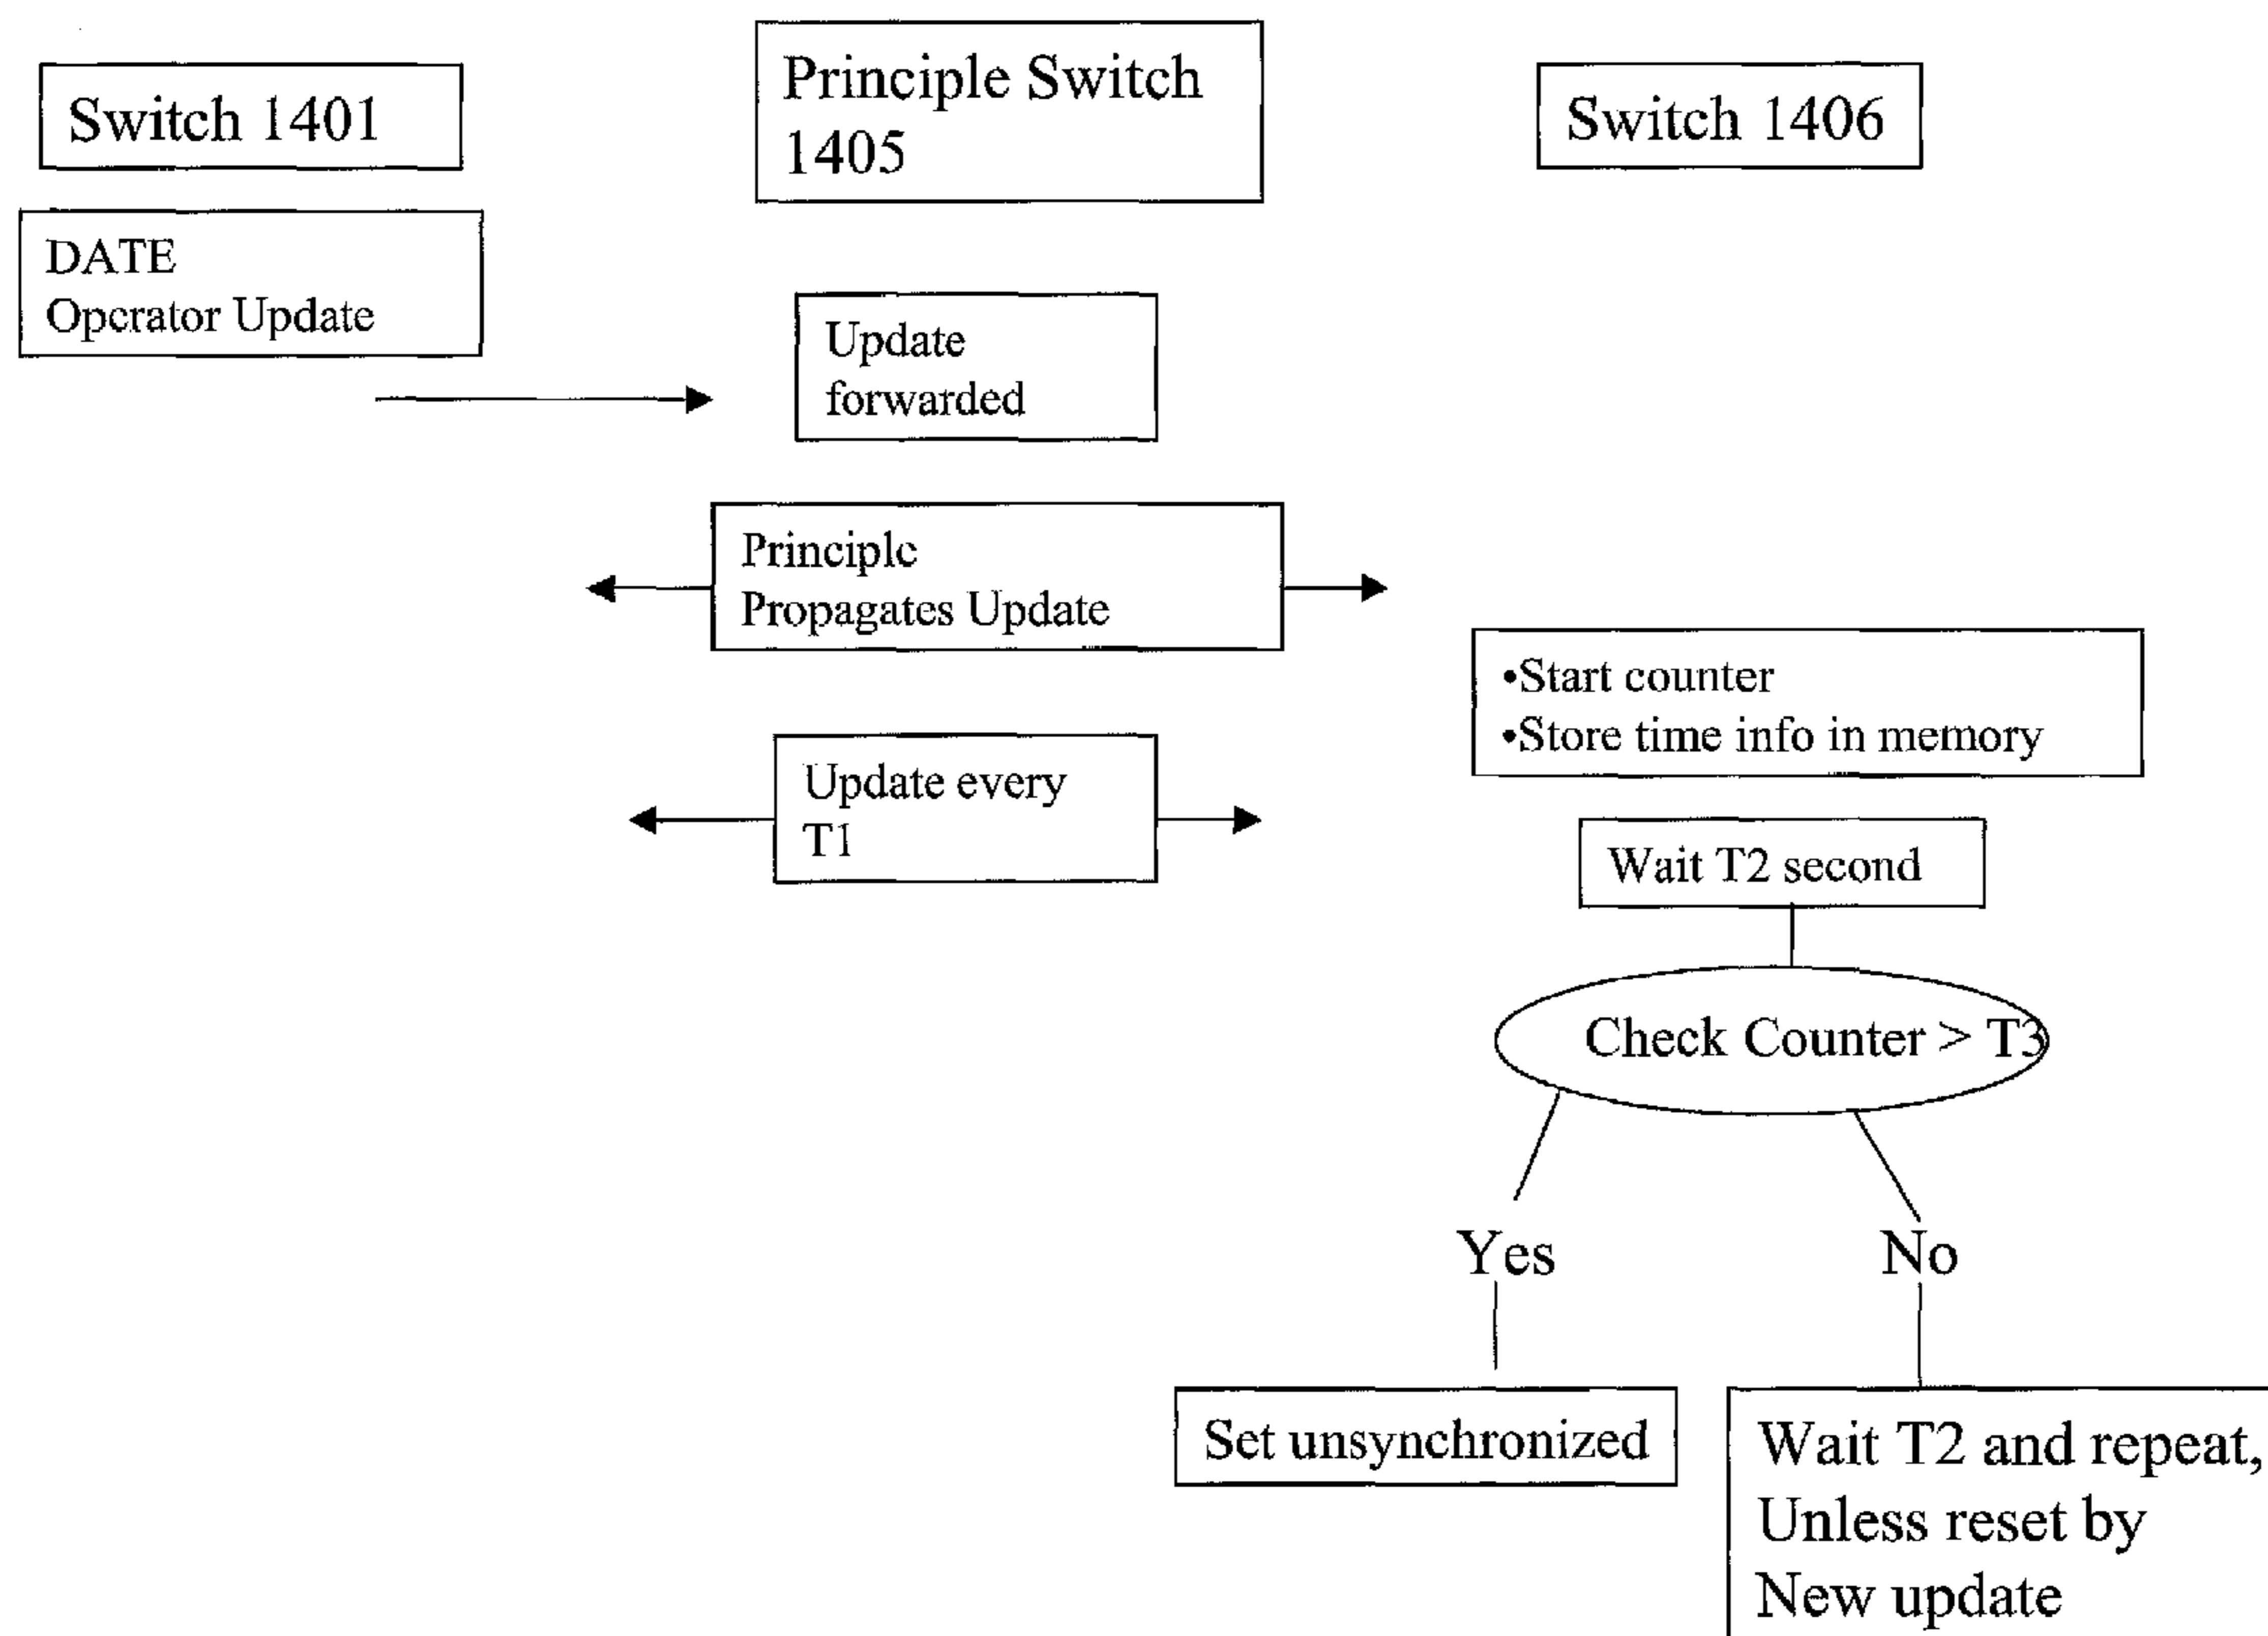 Switch 1401
Principle Switch
1405
Switch 1406
DATE
Operator Update
Update
forwarded
Principle
Propagates Update
•Start counter
•Store time info in memory
Update every
T1
Wait T2 second
Check Counter > T3
Yes
No
Set unsynchronized
Wait T2 and repeat,
Unless reset by
New update